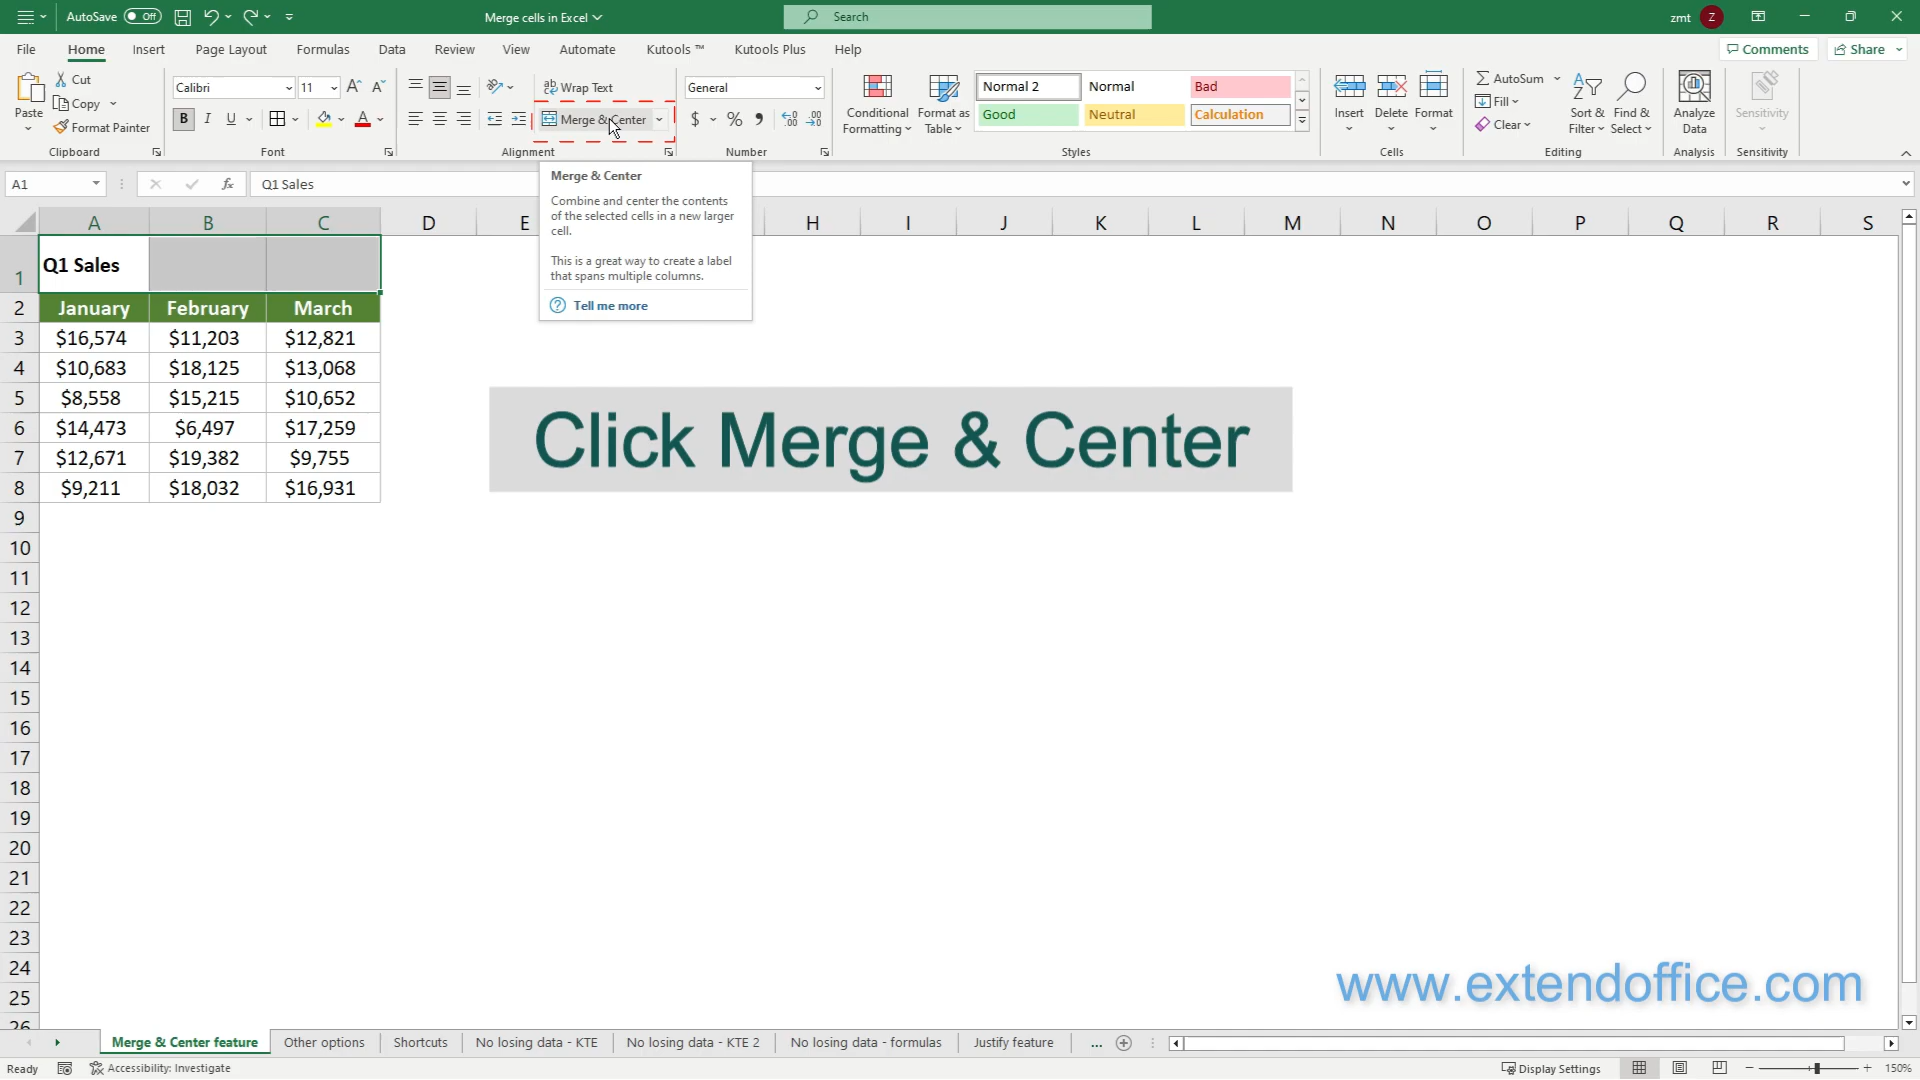 AutoSave Off
Merge cells in Excel
Search
zmt Z
File Home Insert Page Layout Formulas Data Review View Automate Kutools ™ Kutools Plus Help
Comments Share
Paste
Cut
Copy
Format Painter
Clipboard
Calibri 11
B I U
Font
Wrap Text
Merge & Center
Alignment
General
$ %
Number
Conditional Formatting
Format as Table
Normal 2 Normal Bad
Good Neutral Calculation
Styles
Insert Delete Format
Cells
AutoSum
Fill
Clear
Sort & Filter
Find & Select
Editing
Analyze Data
Analysis
Sensitivity
Sensitivity
A1 fx Q1 Sales
Merge & Center
Combine and center the contents
of the selected cells in a new larger
cell.
This is a great way to create a label
that spans multiple columns.
Tell me more
A B C D E H I J K L M N O P Q R S
1 Q1 Sales
2 January February March
3 $16,574 $11,203 $12,821
4 $10,683 $18,125 $13,068
5 $8,558 $15,215 $10,652
6 $14,473 $6,497 $17,259
7 $12,671 $19,382 $9,755
8 $9,211 $18,032 $16,931
Click Merge & Center
9
10
11
12
13
14
15
16
17
18
19
20
21
22
23
24
25
26
www.extendoffice.com
Merge & Center feature Other options Shortcuts No losing data - KTE No losing data - KTE 2 No losing data - formulas Justify feature ...
Ready Accessibility: Investigate Display Settings 150%